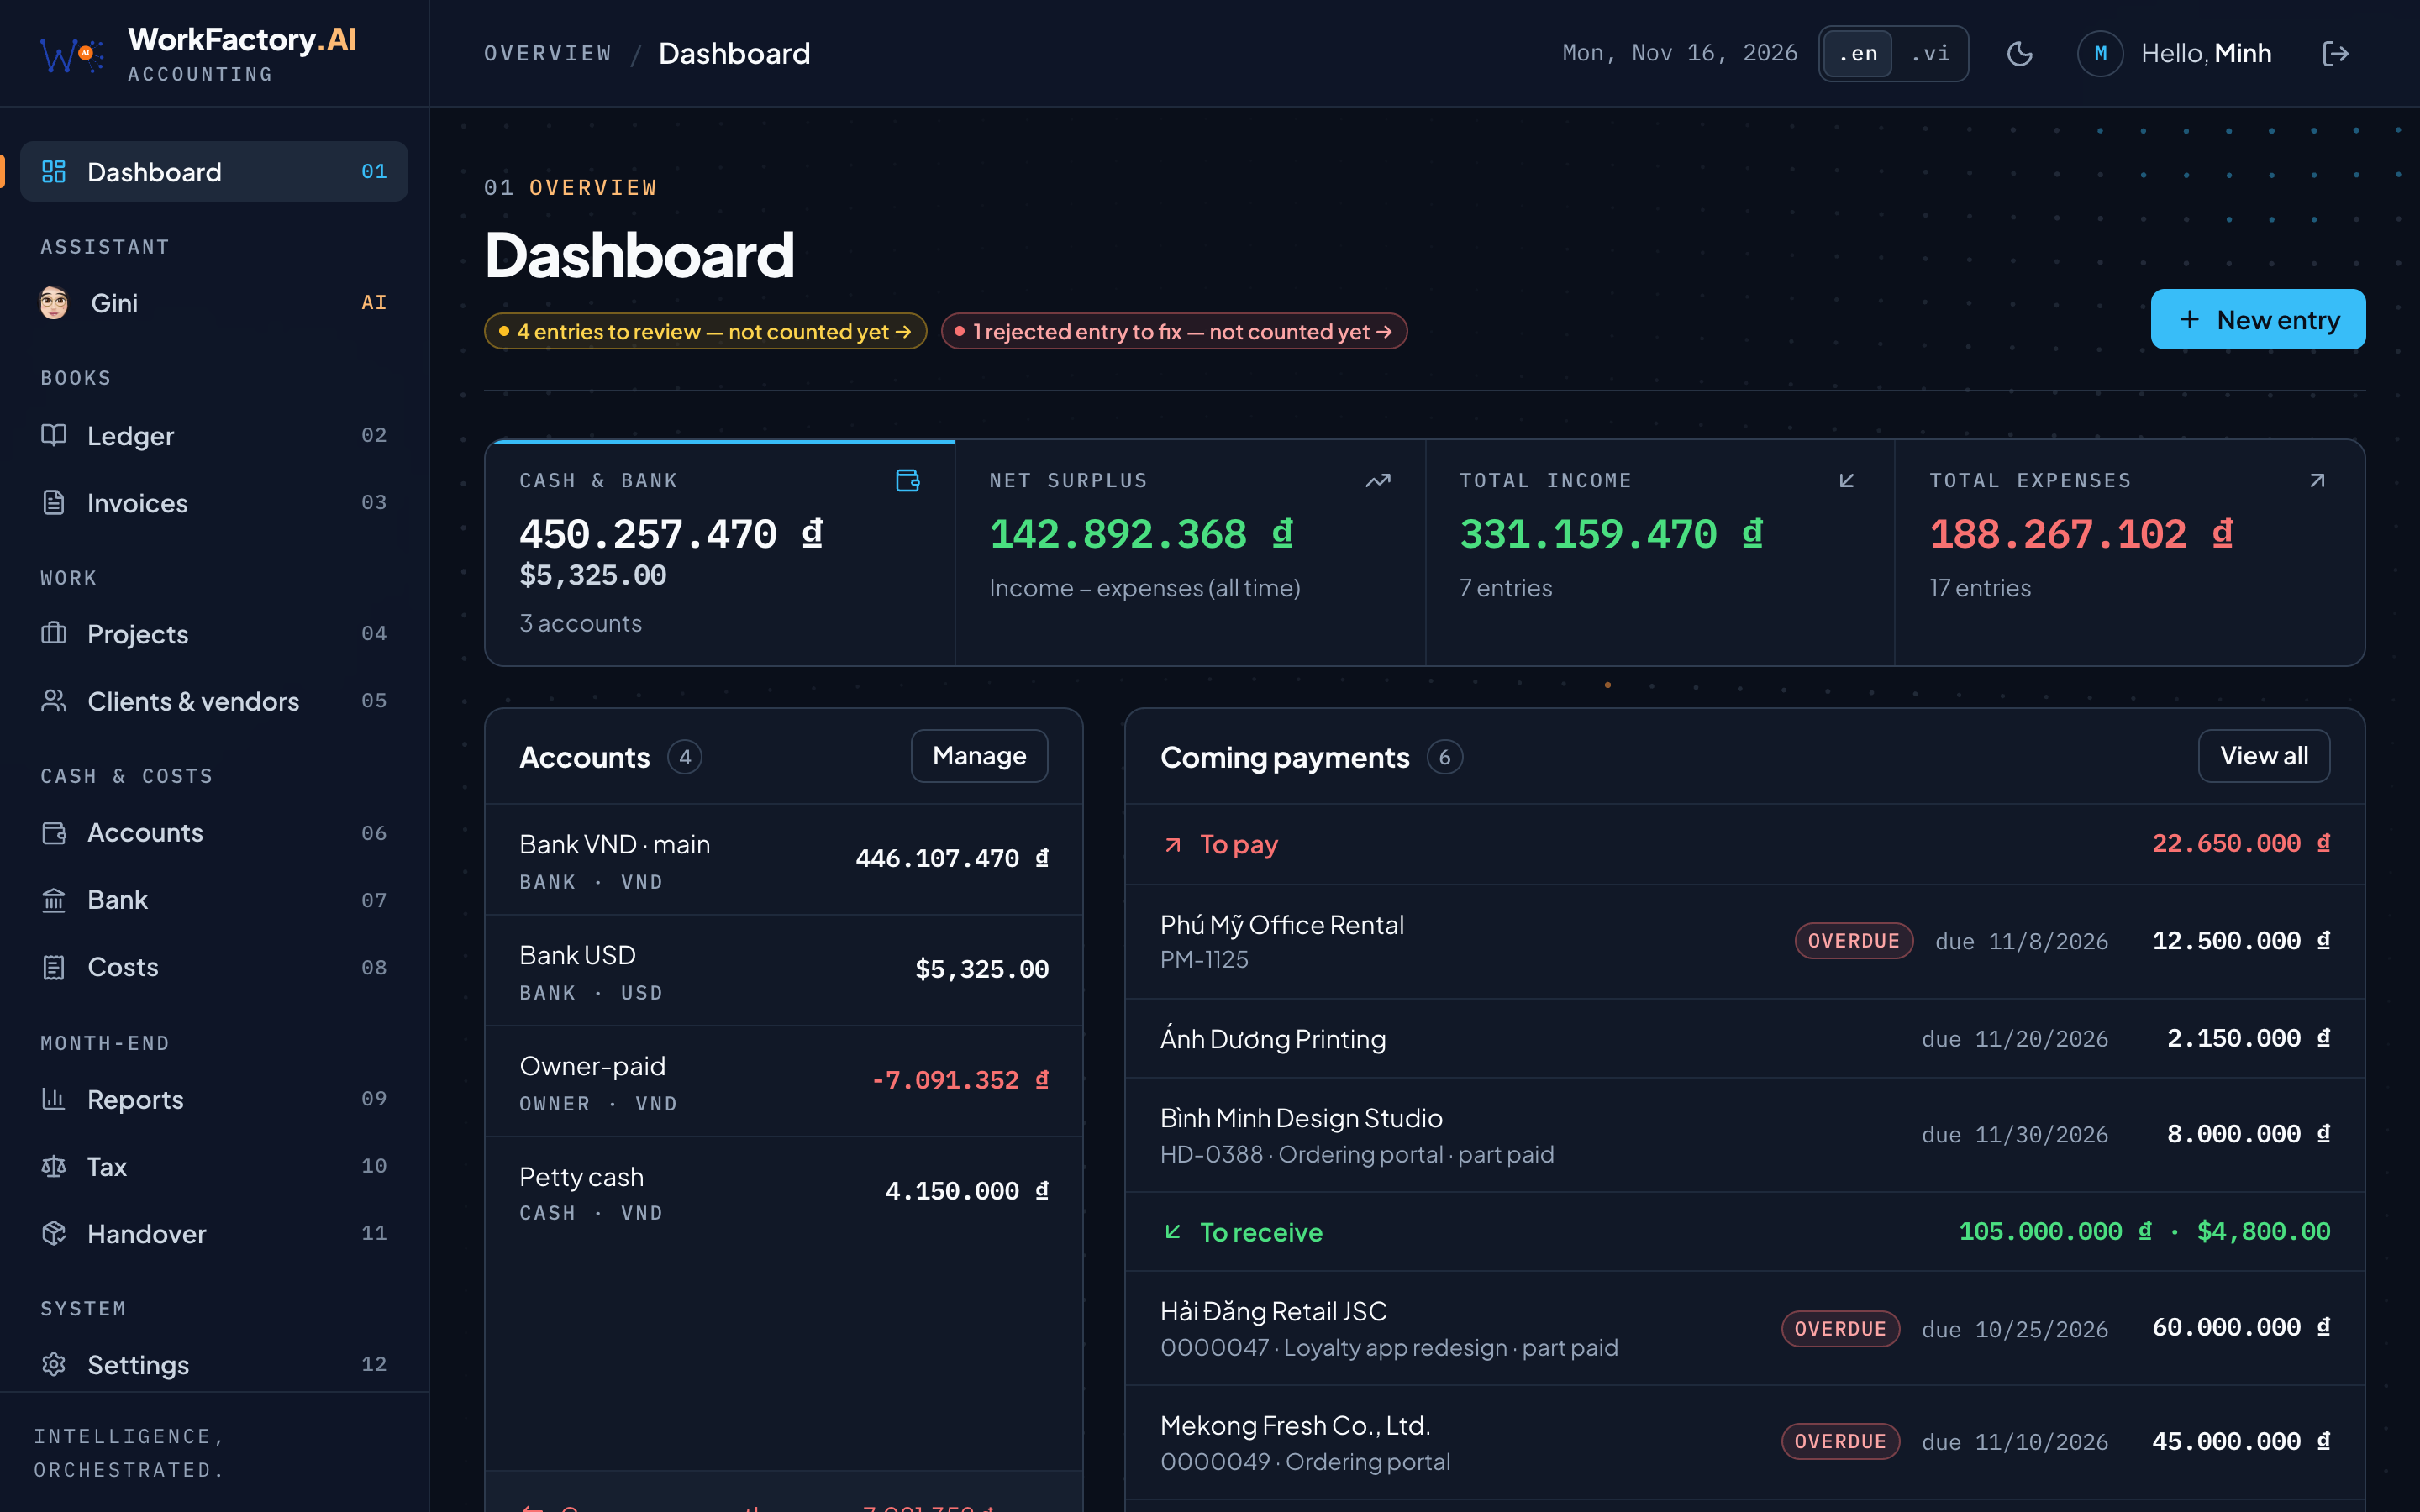 WorkFactory.AI
ACCOUNTING
OVERVIEW / Dashboard
Mon, Nov 16, 2026
.en .vi
M
Hello, Minh
Dashboard 01
ASSISTANT
Gini AI
BOOKS
Ledger 02
Invoices 03
WORK
Projects 04
Clients & vendors 05
CASH & COSTS
Accounts 06
Bank 07
Costs 08
MONTH-END
Reports 09
Tax 10
Handover 11
SYSTEM
Settings 12
INTELLIGENCE,
ORCHESTRATED.
01 OVERVIEW
Dashboard
4 entries to review — not counted yet →
1 rejected entry to fix — not counted yet →
+ New entry
CASH & BANK
450.257.470 ₫
$5,325.00
3 accounts
NET SURPLUS
142.892.368 ₫
Income – expenses (all time)
TOTAL INCOME
331.159.470 ₫
7 entries
TOTAL EXPENSES
188.267.102 ₫
17 entries
Accounts 4
Manage
Bank VND · main
BANK · VND
446.107.470 ₫
Bank USD
BANK · USD
$5,325.00
Owner-paid
OWNER · VND
-7.091.352 ₫
Petty cash
CASH · VND
4.150.000 ₫
Coming payments 6
View all
To pay 22.650.000 ₫
Phú Mỹ Office Rental
PM-1125
OVERDUE due 11/8/2026 12.500.000 ₫
Ánh Dương Printing
due 11/20/2026 2.150.000 ₫
Bình Minh Design Studio
HD-0388 · Ordering portal · part paid
due 11/30/2026 8.000.000 ₫
To receive 105.000.000 ₫ · $4,800.00
Hải Đăng Retail JSC
0000047 · Loyalty app redesign · part paid
OVERDUE due 10/25/2026 60.000.000 ₫
Mekong Fresh Co., Ltd.
0000049 · Ordering portal
OVERDUE due 11/10/2026 45.000.000 ₫